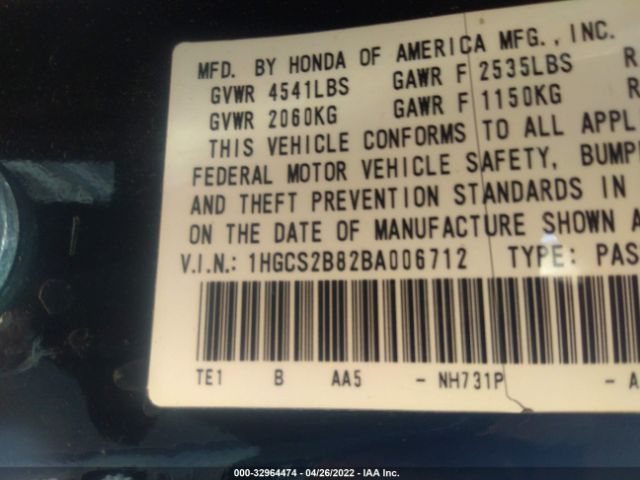 MFD. BY HONDA OF AMERICA MFG., INC.
GVWR 4541LBS GAWR F 2535LBS R
GVWR 2060KG GAWR F 1150KG R
THIS VEHICLE CONFORMS TO ALL APPL
FEDERAL MOTOR VEHICLE SAFETY, BUMP
AND THEFT PREVENTION STANDARDS IN
ON THE DATE OF MANUFACTURE SHOWN A
V.I.N.: 1HGCS2B82BA006712 TYPE: PAS
TE1 B AA5 - NH731P - A
000-32964474 - 04/26/2022 - IAA Inc.